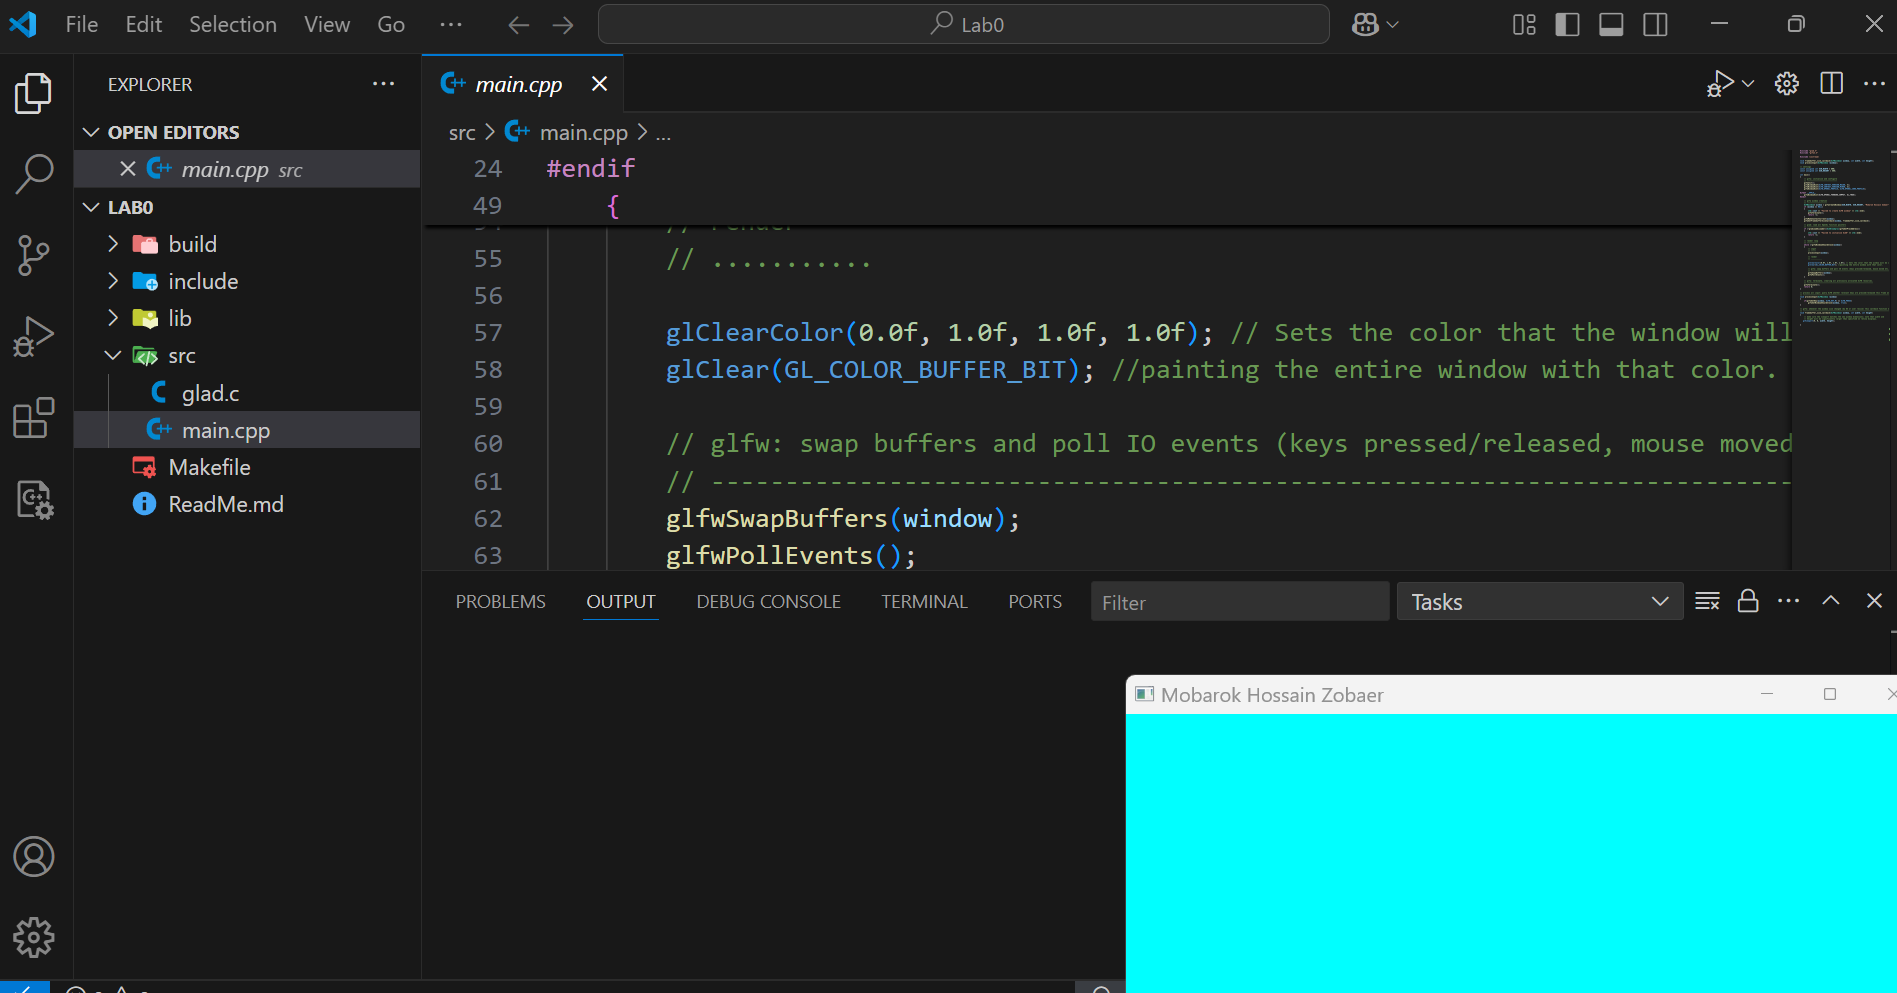 File Edit Selection View Go ... Lab0
EXPLORER ...
OPEN EDITORS
main.cpp src
LAB0
build
include
lib
src
glad.c
main.cpp
Makefile
ReadMe.md
main.cpp
src > main.cpp > ...
24 #endif
49 {
// render
55 // ...........
56
57 glClearColor(0.0f, 1.0f, 1.0f, 1.0f); // Sets the color that the window will
58 glClear(GL_COLOR_BUFFER_BIT); //painting the entire window with that color.
59
60 // glfw: swap buffers and poll IO events (keys pressed/released, mouse moved
61 // -------------------------------------------------------------------------
62 glfwSwapBuffers(window);
63 glfwPollEvents();
PROBLEMS OUTPUT DEBUG CONSOLE TERMINAL PORTS Filter Tasks
Mobarok Hossain Zobaer